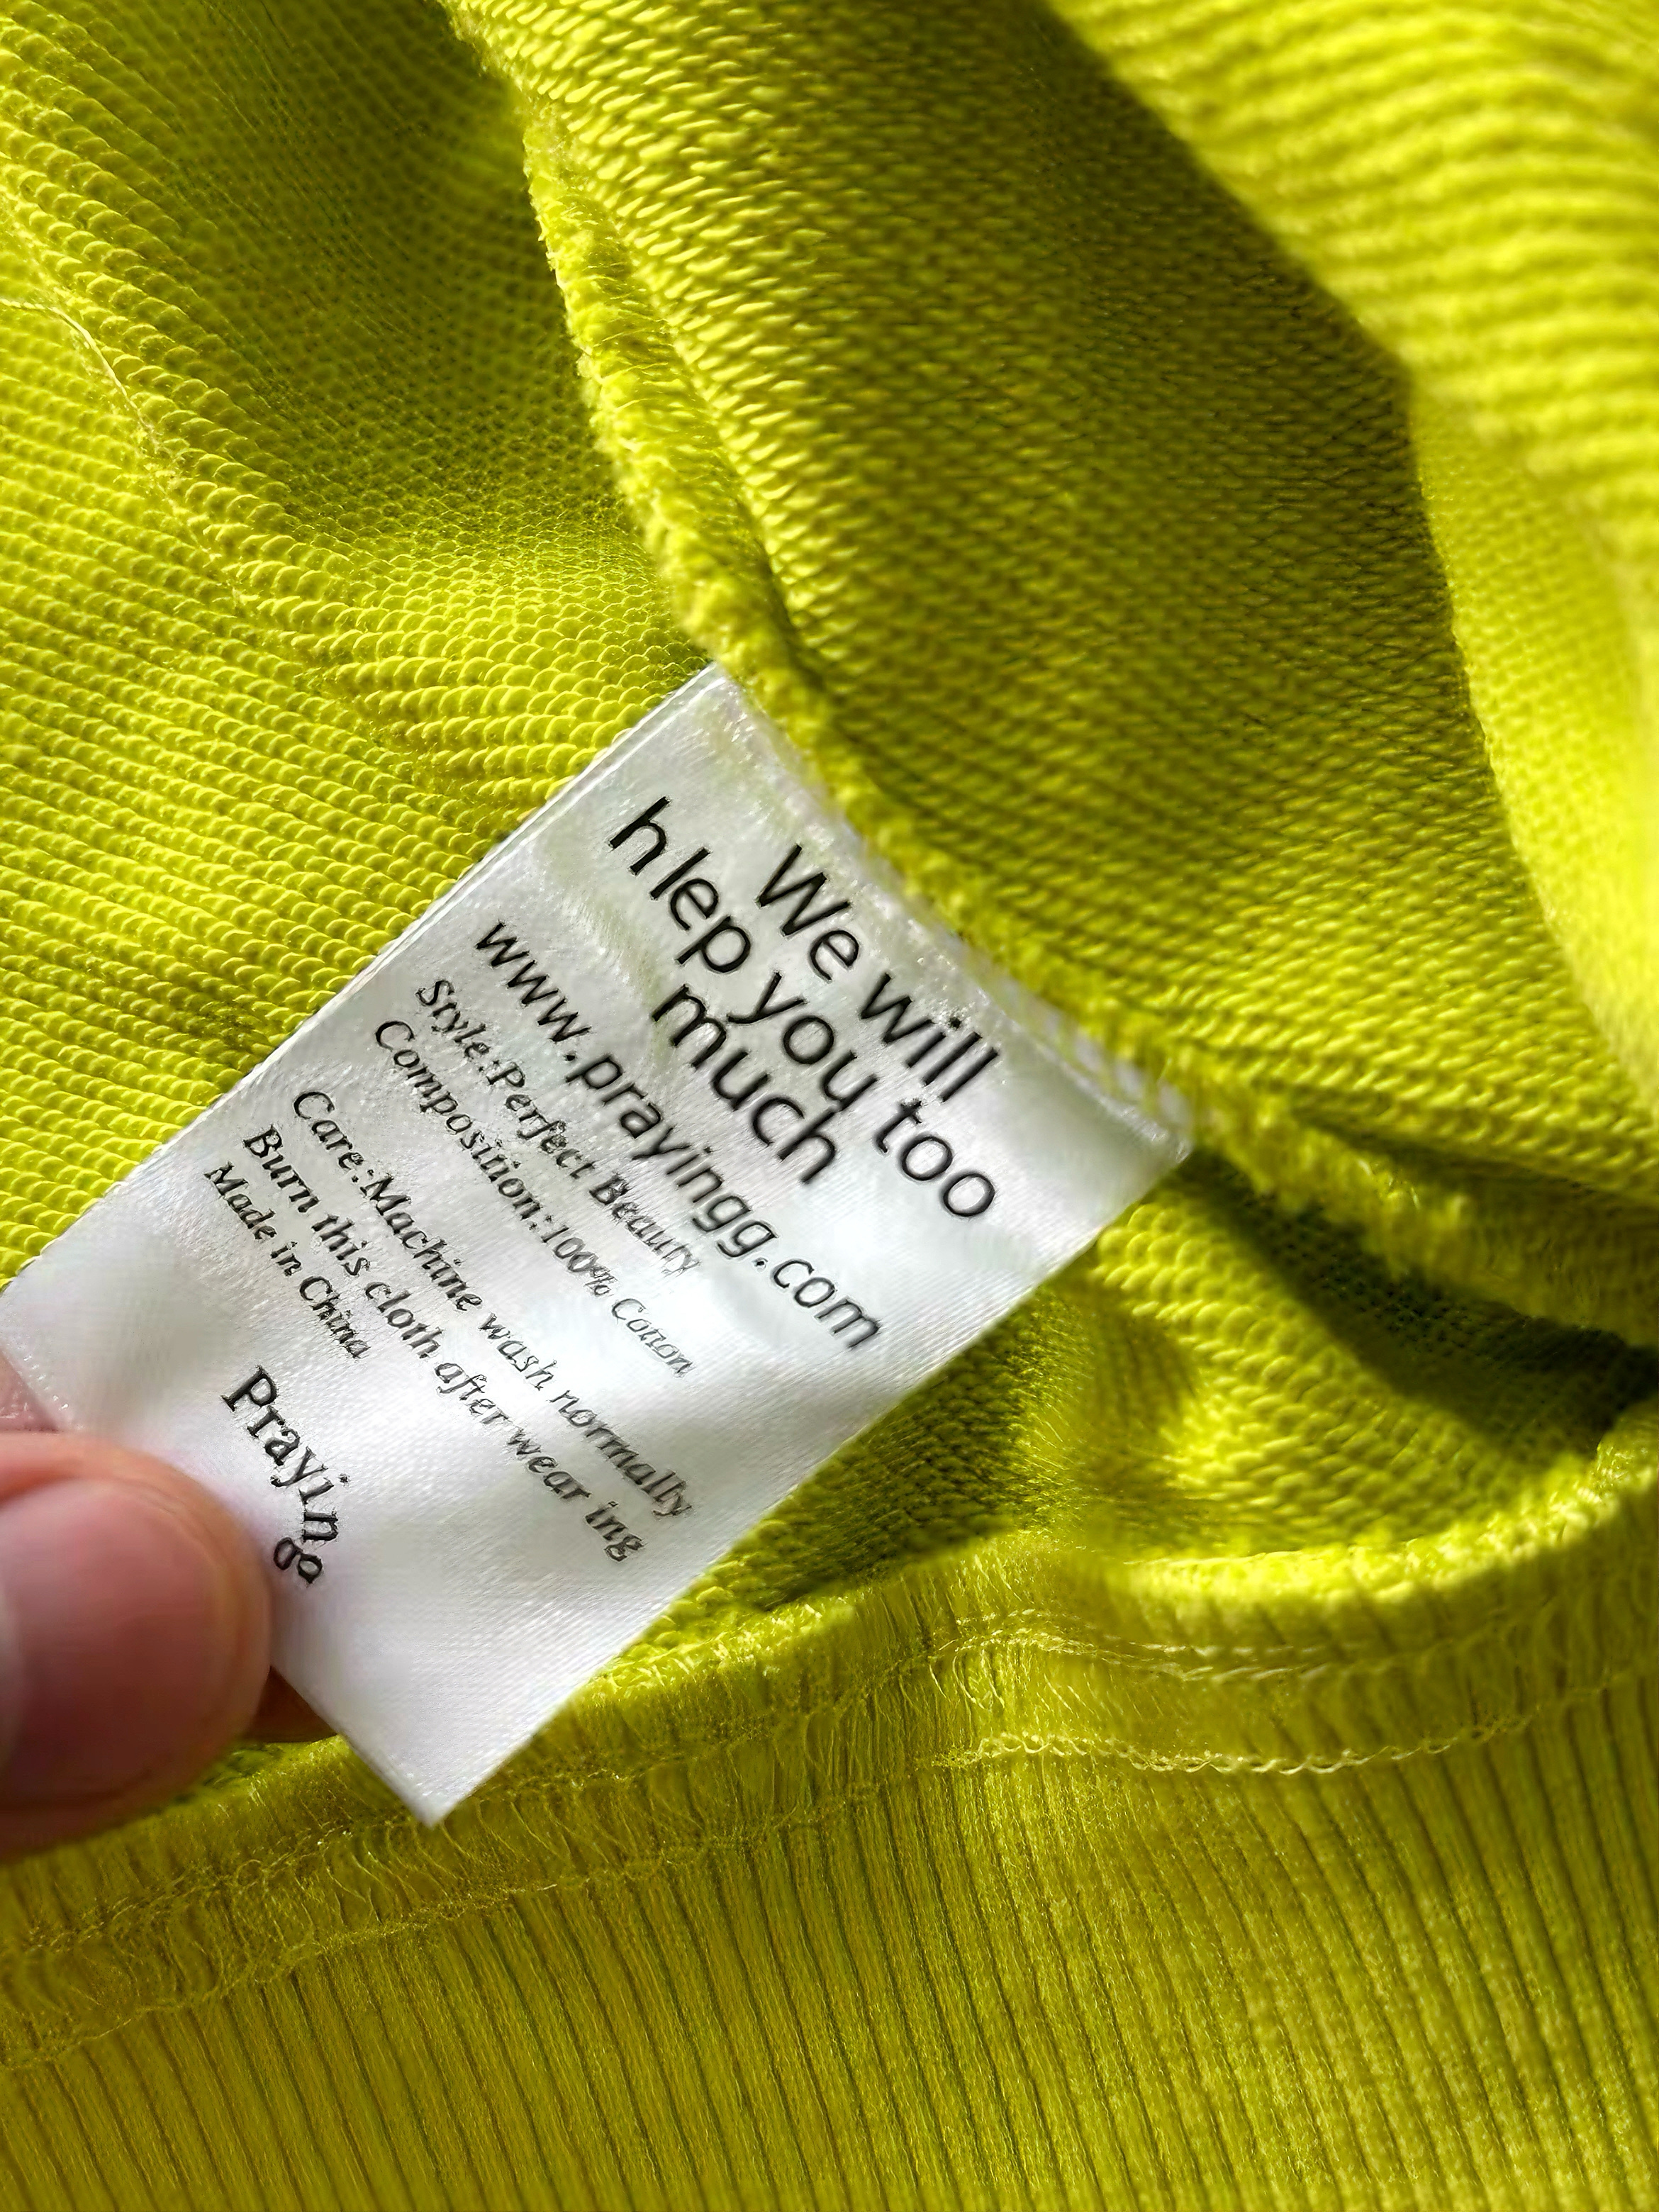 We will
hlep you too
much
www.prayingg.com
Style:Perfect Beauty
Composition:100% Cotton
Care:Machine wash normally
Burn this cloth after wear ing
Made in China
Praying